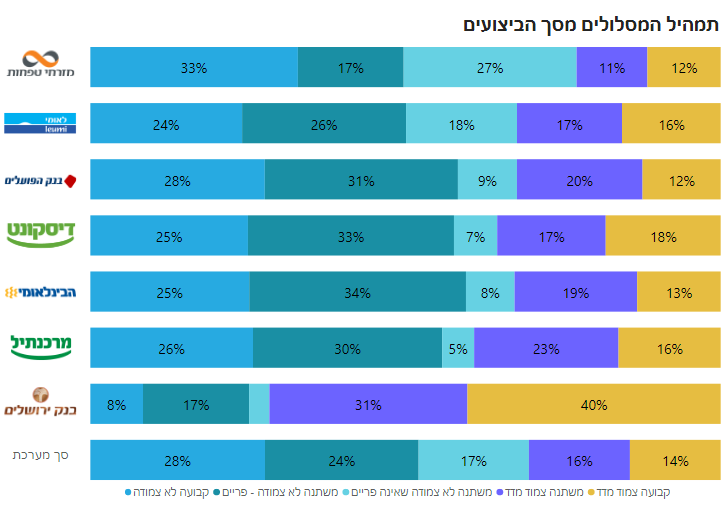 תמהיל המסלולים מסך הביצועים
מזרחי טפחות
33% 17% 27% 11% 12%
לאומי
leumi
24% 26% 18% 17% 16%
בנק הפועלים
28% 31% 9% 20% 12%
דיסקונט
25% 33% 7% 17% 18%
הבינלאומי
25% 34% 8% 19% 13%
מרכנתיל
26% 30% 5% 23% 16%
בנק ירושלים
8% 17% 31% 40%
סך מערכת
28% 24% 17% 16% 14%
קבועה צמוד מדד משתנה צמוד מדד משתנה לא צמודה שאינה פריים משתנה לא צמודה - פריים קבועה לא צמודה